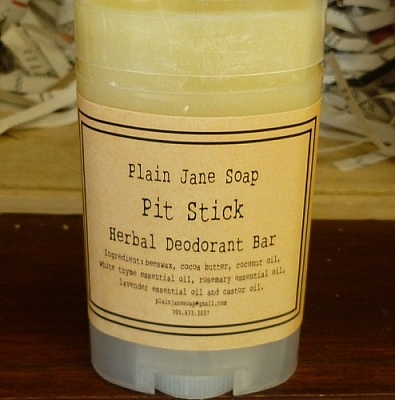 Plain Jane Soap
Pit Stick
Herbal Deodorant Bar
Ingredient: beeswax, cocoa butter, coconut oil,
white thyme essential oil, rosemary essential oil,
lavender essential oil and castor oil.
plainjanesoap@gmail.com